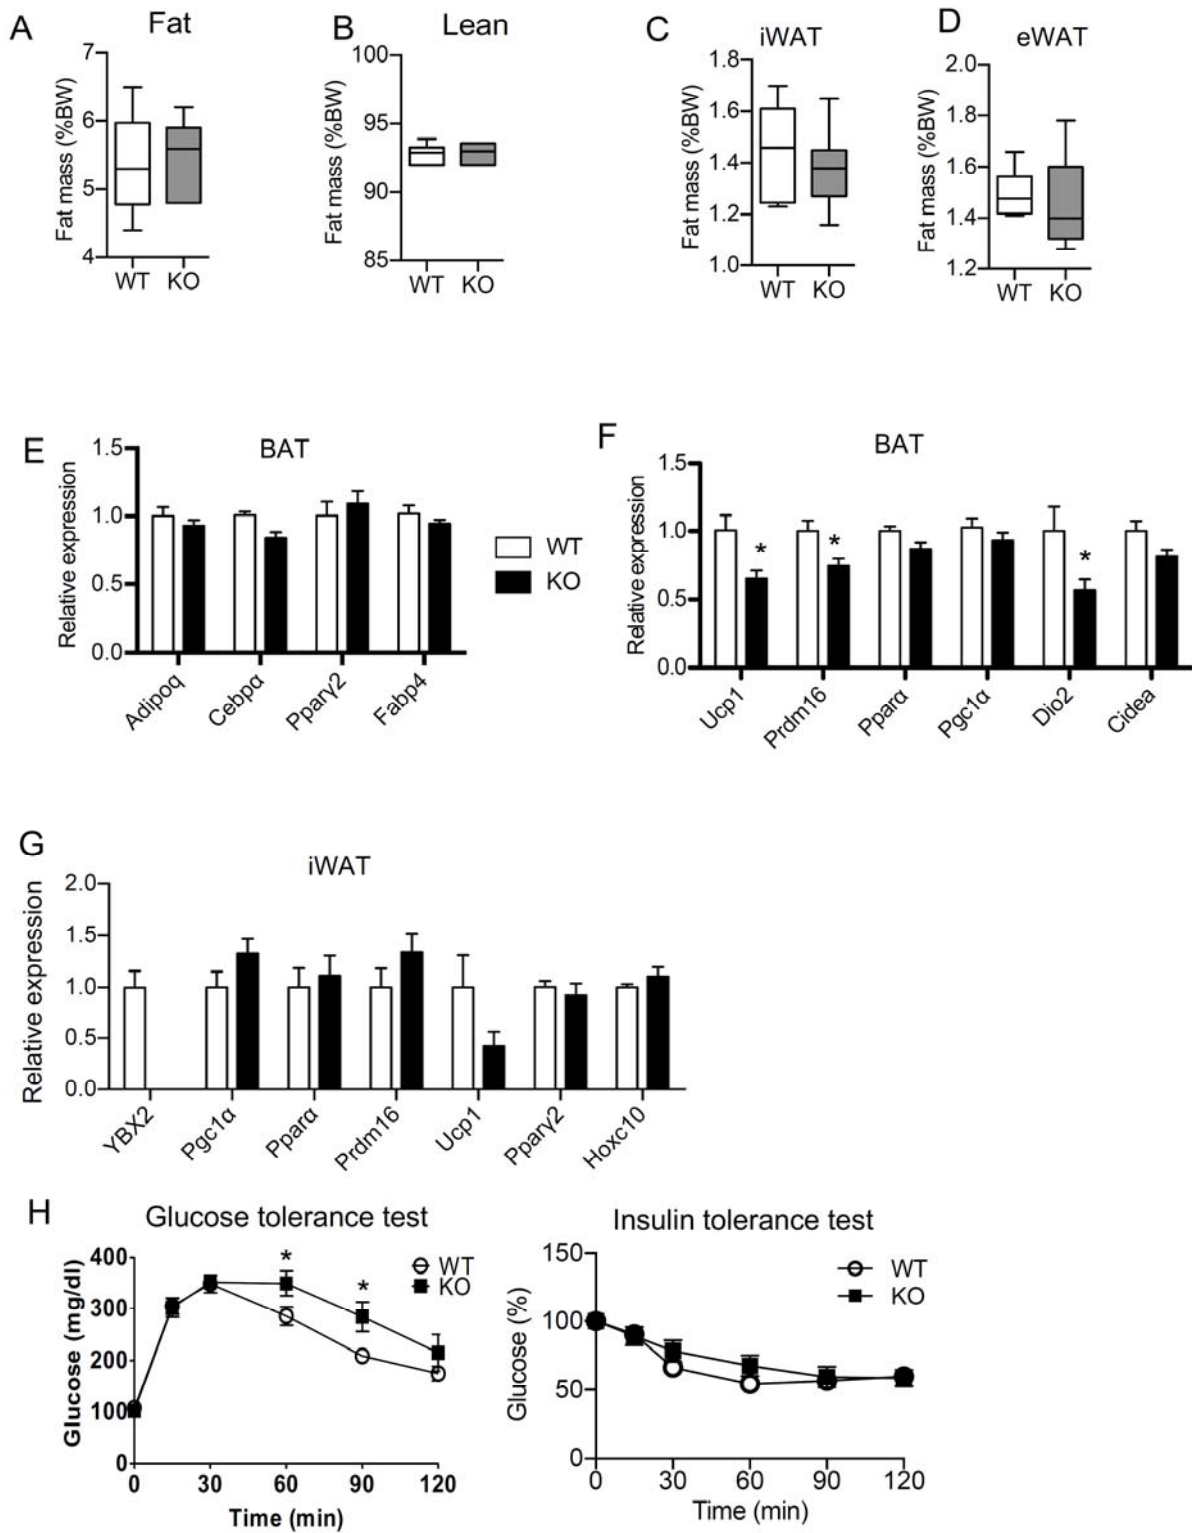 A
Fat
Fat mass (%BW)
7
6
5
4
WT KO
B
Lean
Fat mass (%BW)
100
95
90
85
WT KO
C
iWAT
Fat mass (%BW)
1.8
1.6
1.4
1.2
1.0
WT KO
D
eWAT
Fat mass (%BW)
2.0
1.8
1.6
1.4
1.2
WT KO
E
BAT
Relative expression
1.5
1.0
0.5
0.0
Adipoq
Cebpα
Pparγ2
Fabp4
WT
KO
F
BAT
Relative expression
1.5
1.0
0.5
0.0
* * *
Ucp1
Prdm16
Pparα
Pgc1α
Dio2
Cidea
G
iWAT
Relative expression
2.0
1.5
1.0
0.5
0.0
YBX2
Pgc1α
Pparα
Prdm16
Ucp1
Pparγ2
Hoxc10
H
Glucose tolerance test
Glucose (mg/dl)
400
300
200
100
0
* *
WT
KO
0 30 60 90 120
Time (min)
Insulin tolerance test
Glucose (%)
150
100
50
0
WT
KO
0 30 60 90 120
Time (min)